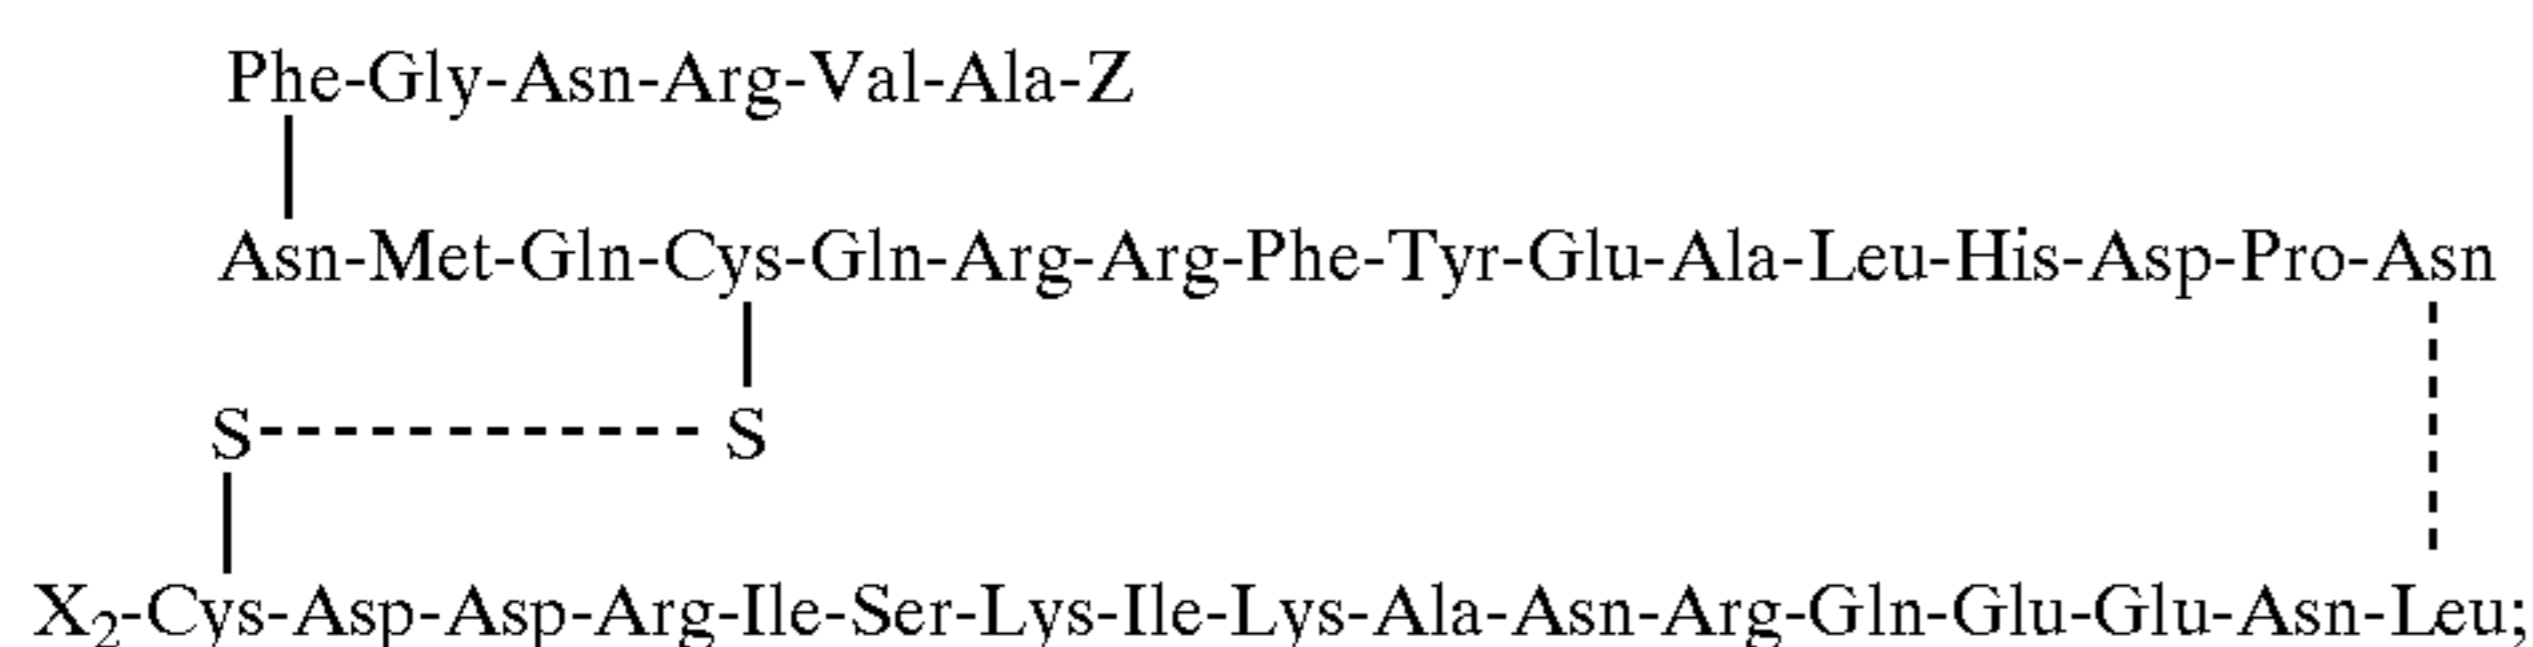 Phe-Gly-Asn-Arg-Val-Ala-Z
Asn-Met-Gln-Cys-Gln-Arg-Arg-Phe-Tyr-Glu-Ala-Leu-His-Asp-Pro-Asn
S S
X₂-Cys-Asp-Asp-Arg-Ile-Ser-Lys-Ile-Lys-Ala-Asn-Arg-Gln-Glu-Glu-Asn-Leu;